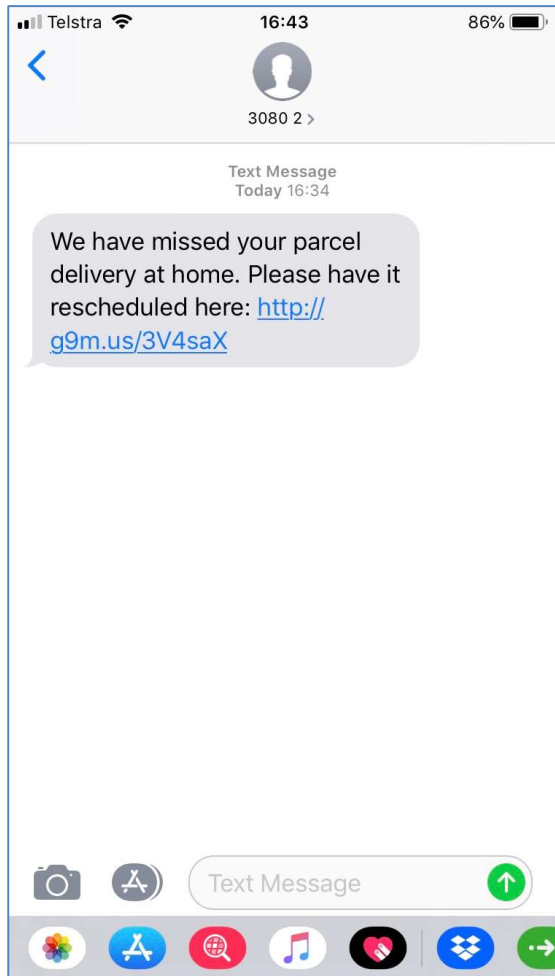 Telstra 16:43 86%
3080 2 >
Text Message
Today 16:34
We have missed your parcel
delivery at home. Please have it
rescheduled here: http://
g9m.us/3V4saX
Text Message